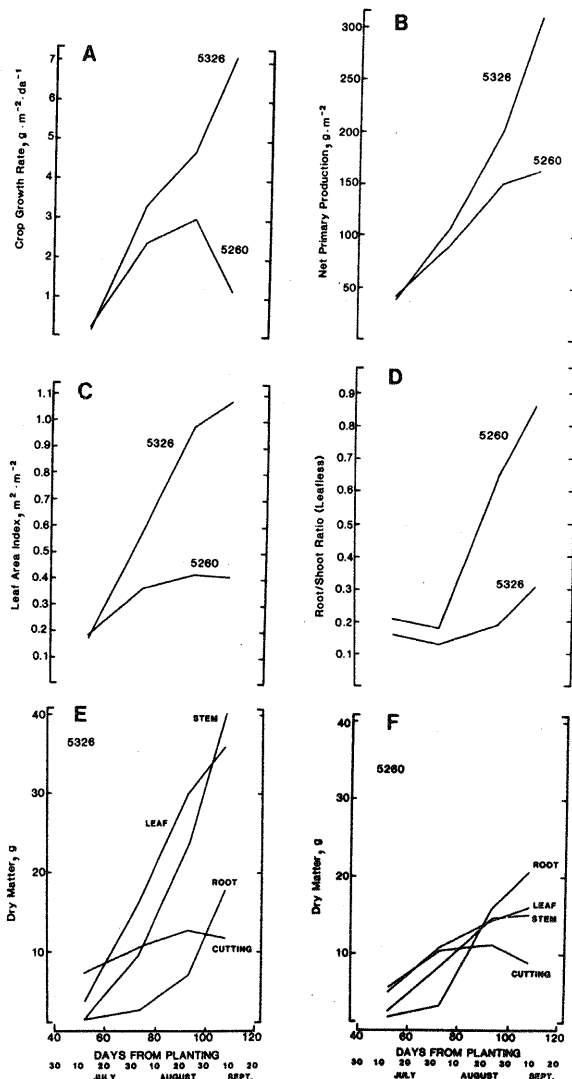 A
Crop Growth Rate, g · m⁻² · da⁻¹
7
6
5
4
3
2
1
5326
5260
B
Net Primary Production, g · m⁻²
300
250
200
150
100
50
5326
5260
C
Leaf Area Index, m² · m⁻²
1.1
1.0
0.9
0.8
0.7
0.6
0.5
0.4
0.3
0.2
0.1
5326
5260
D
Root/Shoot Ratio (Leafless)
0.9
0.8
0.7
0.6
0.5
0.4
0.3
0.2
0.1
5260
5326
E
5326
Dry Matter, g
40
30
20
10
STEM
LEAF
ROOT
CUTTING
40 60 80 100 120
DAYS FROM PLANTING
30 10 20 30 10 20 30 10 20
JULY AUGUST SEPT.
F
5260
Dry Matter, g
40
30
20
10
ROOT
LEAF
STEM
CUTTING
40 60 80 100 120
DAYS FROM PLANTING
30 10 20 30 10 20 30 10 20
JULY AUGUST SEPT.